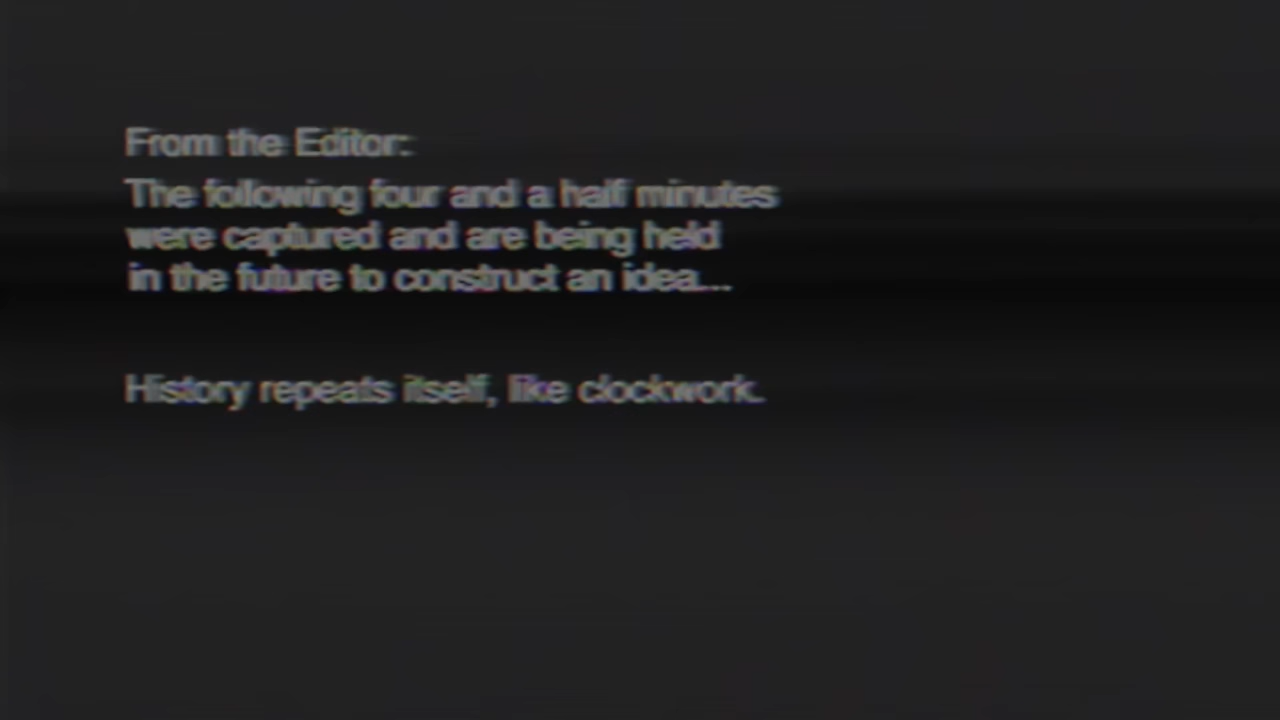 From the Editor:
The following four and a half minutes
were captured and are being held
in the future to construct an idea...
History repeats itself, like clockwork.